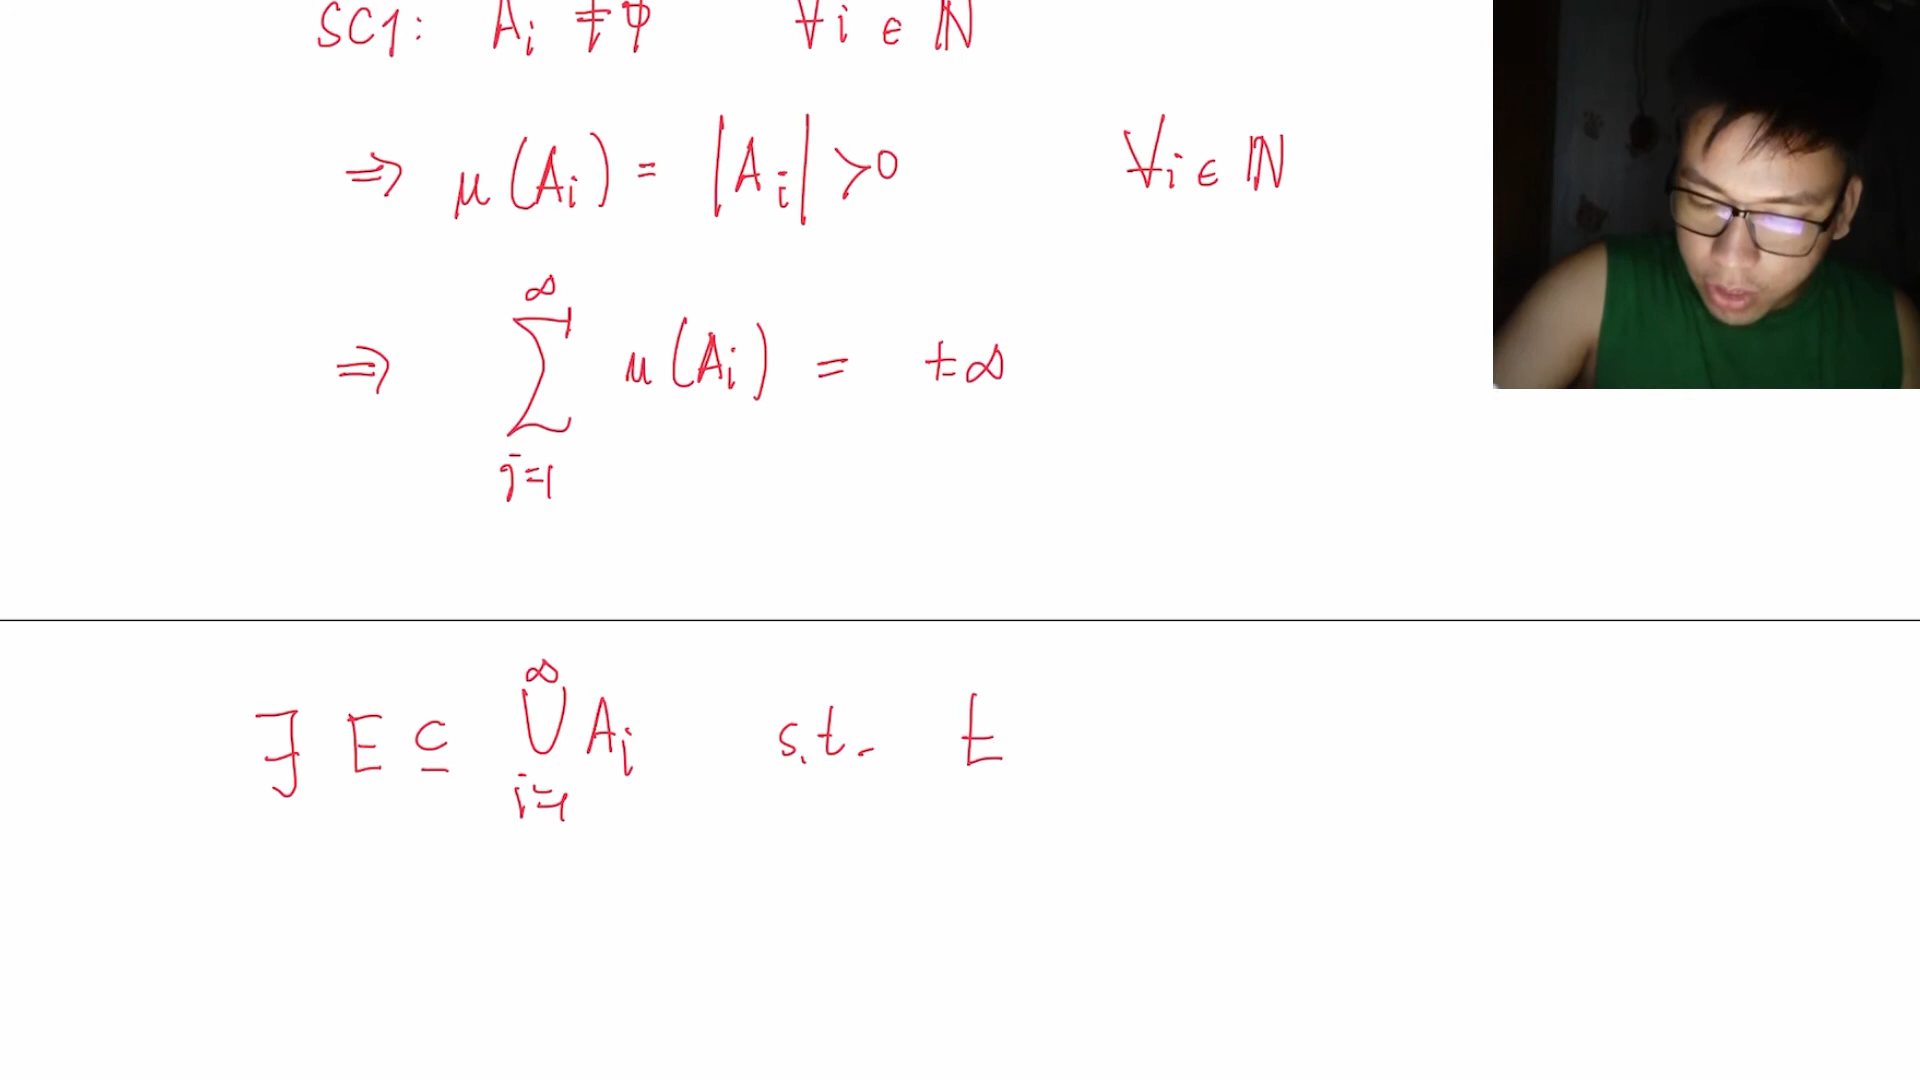 SC1: Aᵢ ≠ φ ∀i ∈ ℕ
⇒ μ(Aᵢ) = |Aᵢ| > 0 ∀i ∈ ℕ
⇒ ∑_{i=1}^{∞} μ(Aᵢ) = +∞
∃ E ⊆ ⋃_{i=1}^{∞} Aᵢ s.t. E